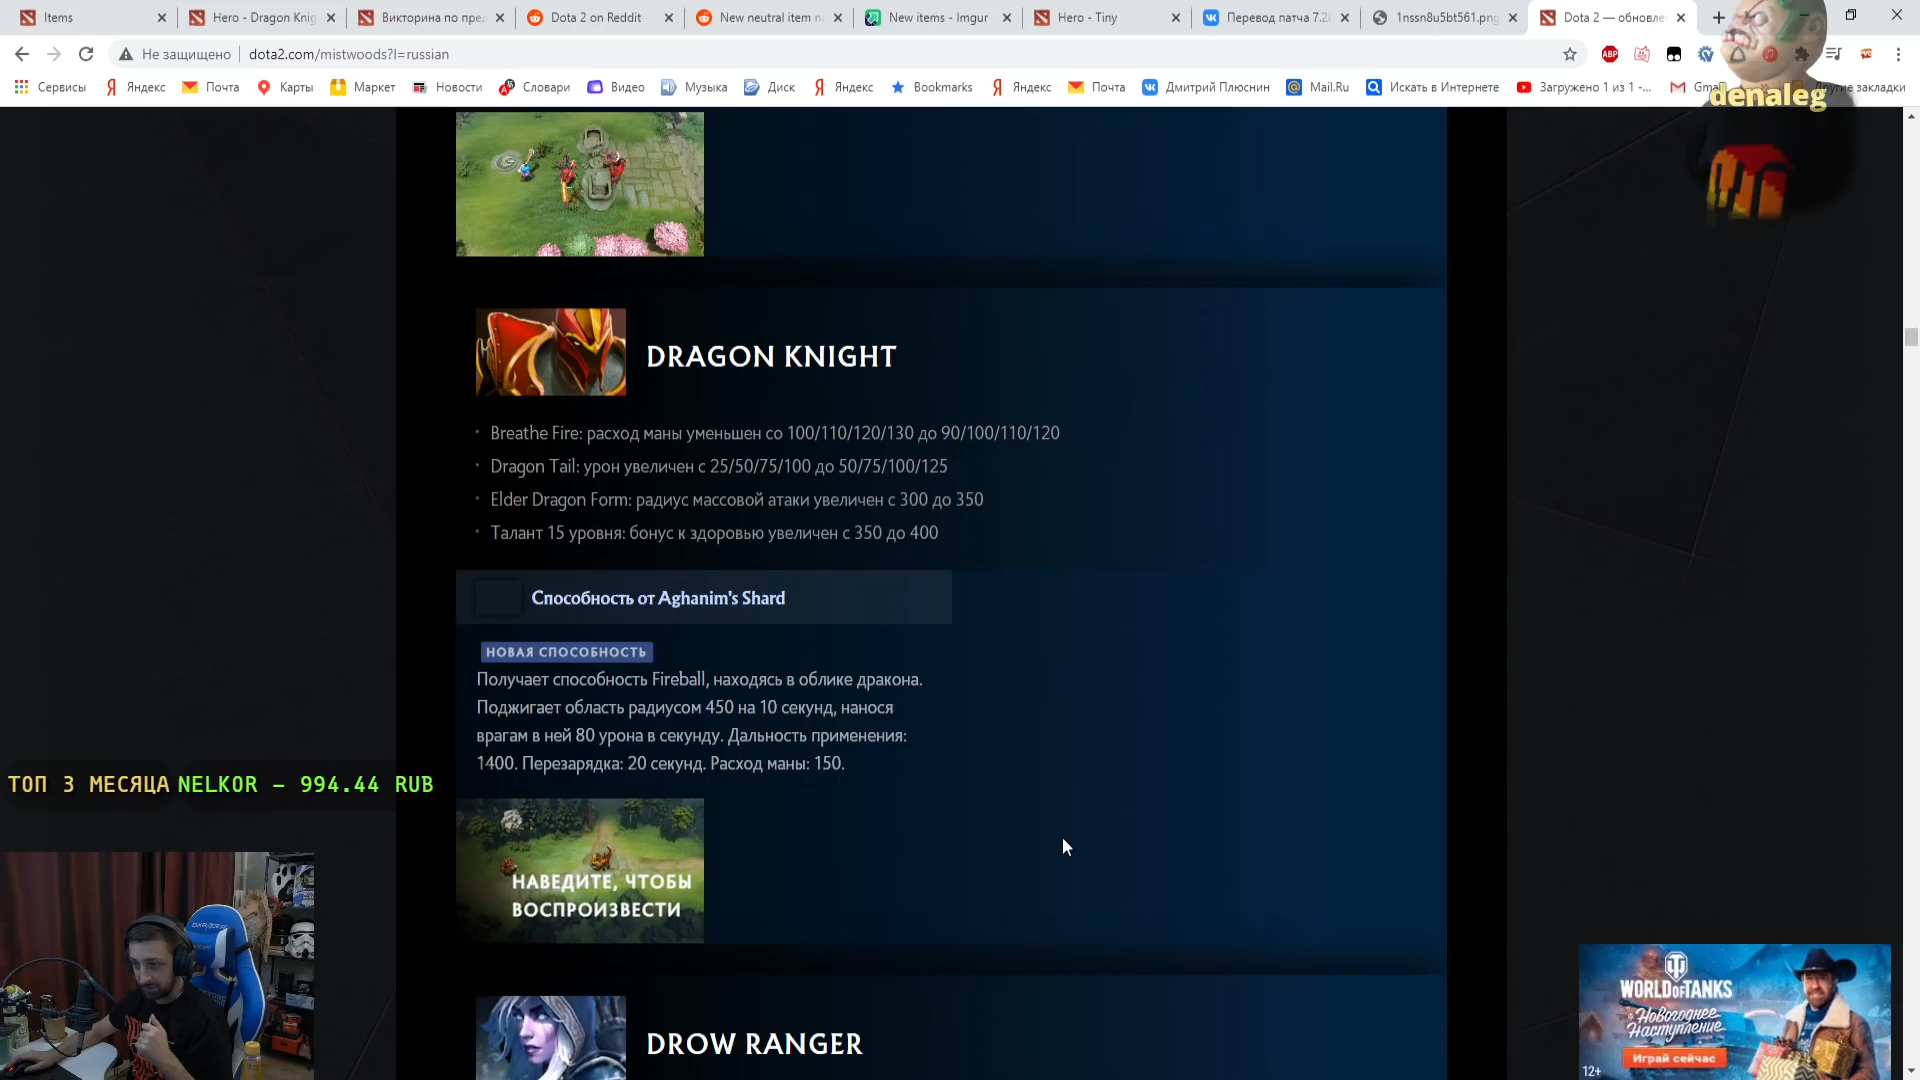 Items
Hero - Dragon Knig
Викторина по пред
Dota 2 on Reddit
New neutral item n
New items - Imgur
Hero - Tiny
Перевод патча 7.2
1nssn8u5bt561.png
Dota 2 — обновле
Не защищено
dota2.com/mistwoods?l=russian
Сервисы
Яндекс
Почта
Карты
Маркет
Новости
Словари
Видео
Музыка
Диск
Яндекс
Bookmarks
Яндекс
Почта
Дмитрий Плюснин
Mail.Ru
Искать в Интернете
Загружено 1 из 1 -...
Gmail
Другие закладки
denaleg
DRAGON KNIGHT
Breathe Fire: расход маны уменьшен со 100/110/120/130 до 90/100/110/120
Dragon Tail: урон увеличен с 25/50/75/100 до 50/75/100/125
Elder Dragon Form: радиус массовой атаки увеличен с 300 до 350
Талант 15 уровня: бонус к здоровью увеличен с 350 до 400
Способность от Aghanim's Shard
НОВАЯ СПОСОБНОСТЬ
Получает способность Fireball, находясь в облике дракона.
Поджигает область радиусом 450 на 10 секунд, нанося
врагам в ней 80 урона в секунду. Дальность применения:
1400. Перезарядка: 20 секунд. Расход маны: 150.
ТОП 3 МЕСЯЦА NELKOR – 994.44 RUB
НАВЕДИТЕ, ЧТОБЫ
ВОСПРОИЗВЕСТИ
DROW RANGER
WORLD OF TANKS
Новогоднее
Наступление
Играй сейчас
12+